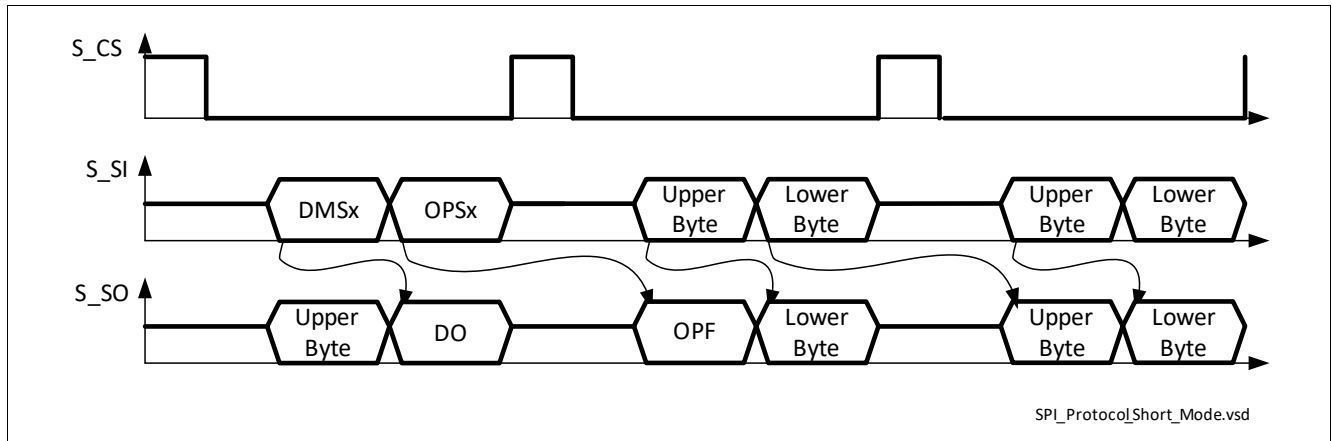 S_CS
S_SI
DMSx
OPSx
Upper
Byte
Lower
Byte
Upper
Byte
Lower
Byte
S_SO
Upper
Byte
DO
OPF
Lower
Byte
Upper
Byte
Lower
Byte
SPI_Protocol_Short_Mode.vsd